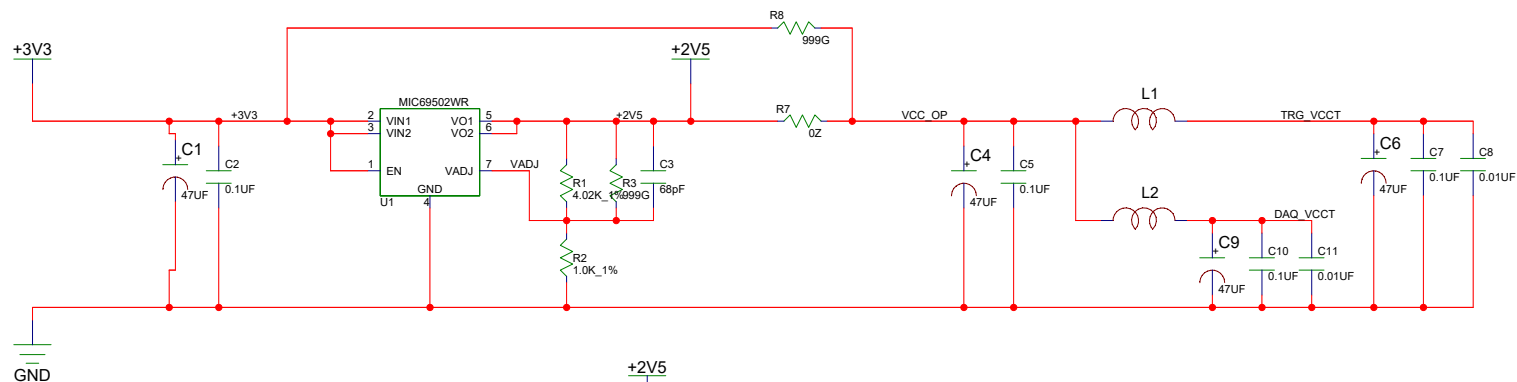 R8
999G
+3V3
+2V5
MIC69502WR
+3V3
2 VIN1 VO1 5
3 VIN2 VO2 6
1 EN VADJ 7
GND
U1 4
VADJ
+2V5
C1
47UF
C2
0.1UF
R1
4.02K_1%
R3
999G
C3
68pF
R2
1.0K_1%
R7
0Z
VCC_OP
L1
TRG_VCCT
C4
+
47UF
C5
0.1UF
L2
DAQ_VCCT
C6
+
47UF
C7
0.1UF
C8
0.01UF
C9
+
47UF
C10
0.1UF
C11
0.01UF
GND
+2V5